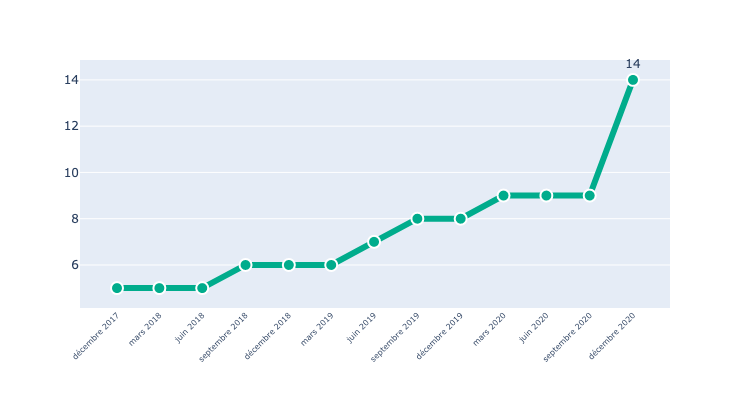 14
14
12
10
8
6
décembre 2017
mars 2018
juin 2018
septembre 2018
décembre 2018
mars 2019
juin 2019
septembre 2019
décembre 2019
mars 2020
juin 2020
septembre 2020
décembre 2020